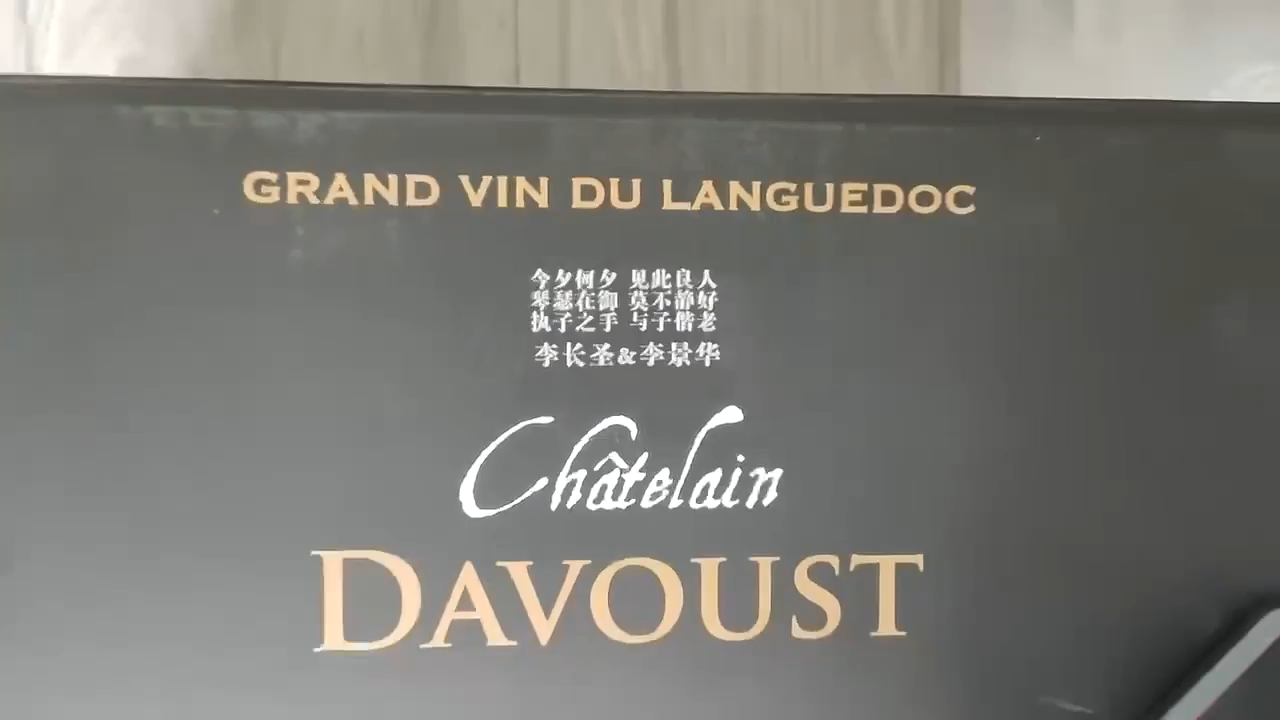 GRAND VIN DU LANGUEDOC
今夕何夕 见此良人
琴瑟在御 莫不静好
执子之手 与子偕老
李长圣&李景华
Châtelain
DAVOUST